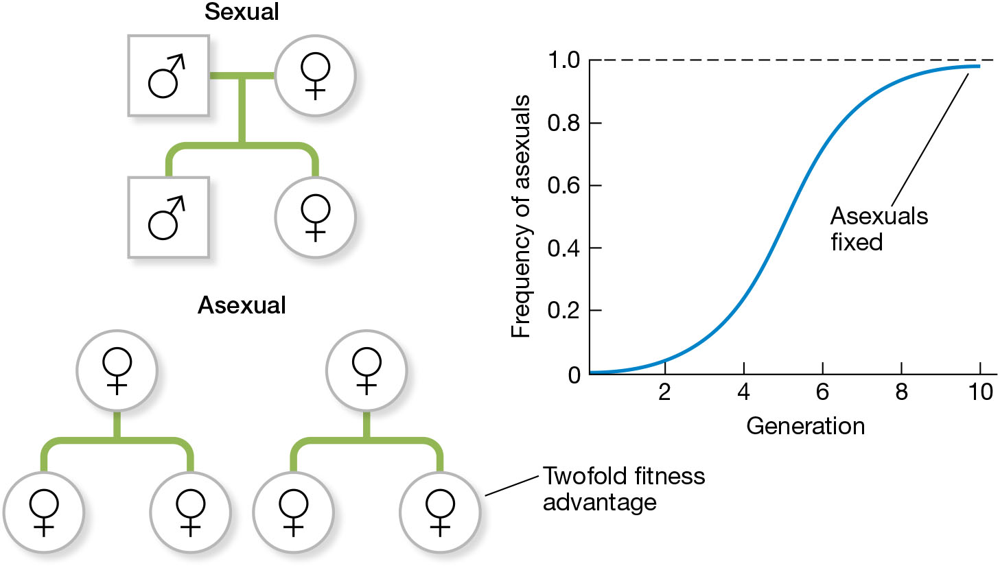 Sexual
Asexual
Twofold fitness
advantage
Frequency of asexuals
1.0
0.8
0.6
0.4
0.2
0
2 4 6 8 10
Generation
Asexuals
fixed